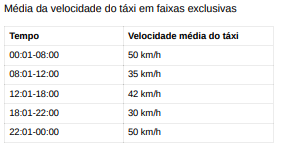 Média da velocidade do táxi em faixas exclusivas
Tempo Velocidade média do táxi
00:01-08:00 50 km/h
08:01-12:00 35 km/h
12:01-18:00 42 km/h
18:01-22:00 30 km/h
22:01-00:00 50 km/h